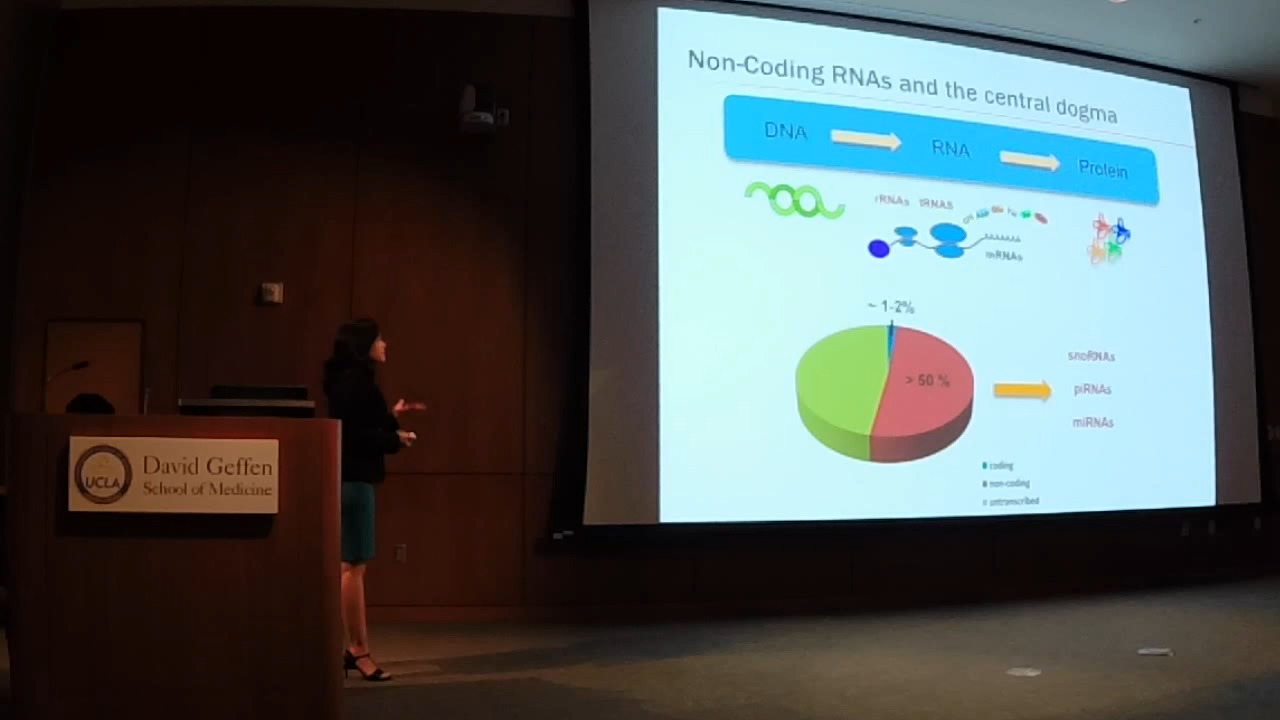 Non-Coding RNAs and the central dogma
DNA
RNA
Protein
rRNAs tRNAS
mRNAs
~ 1-2%
> 50 %
snoRNAs
piRNAs
miRNAs
coding
non-coding
untranscribed
UCLA
David Geffen
School of Medicine